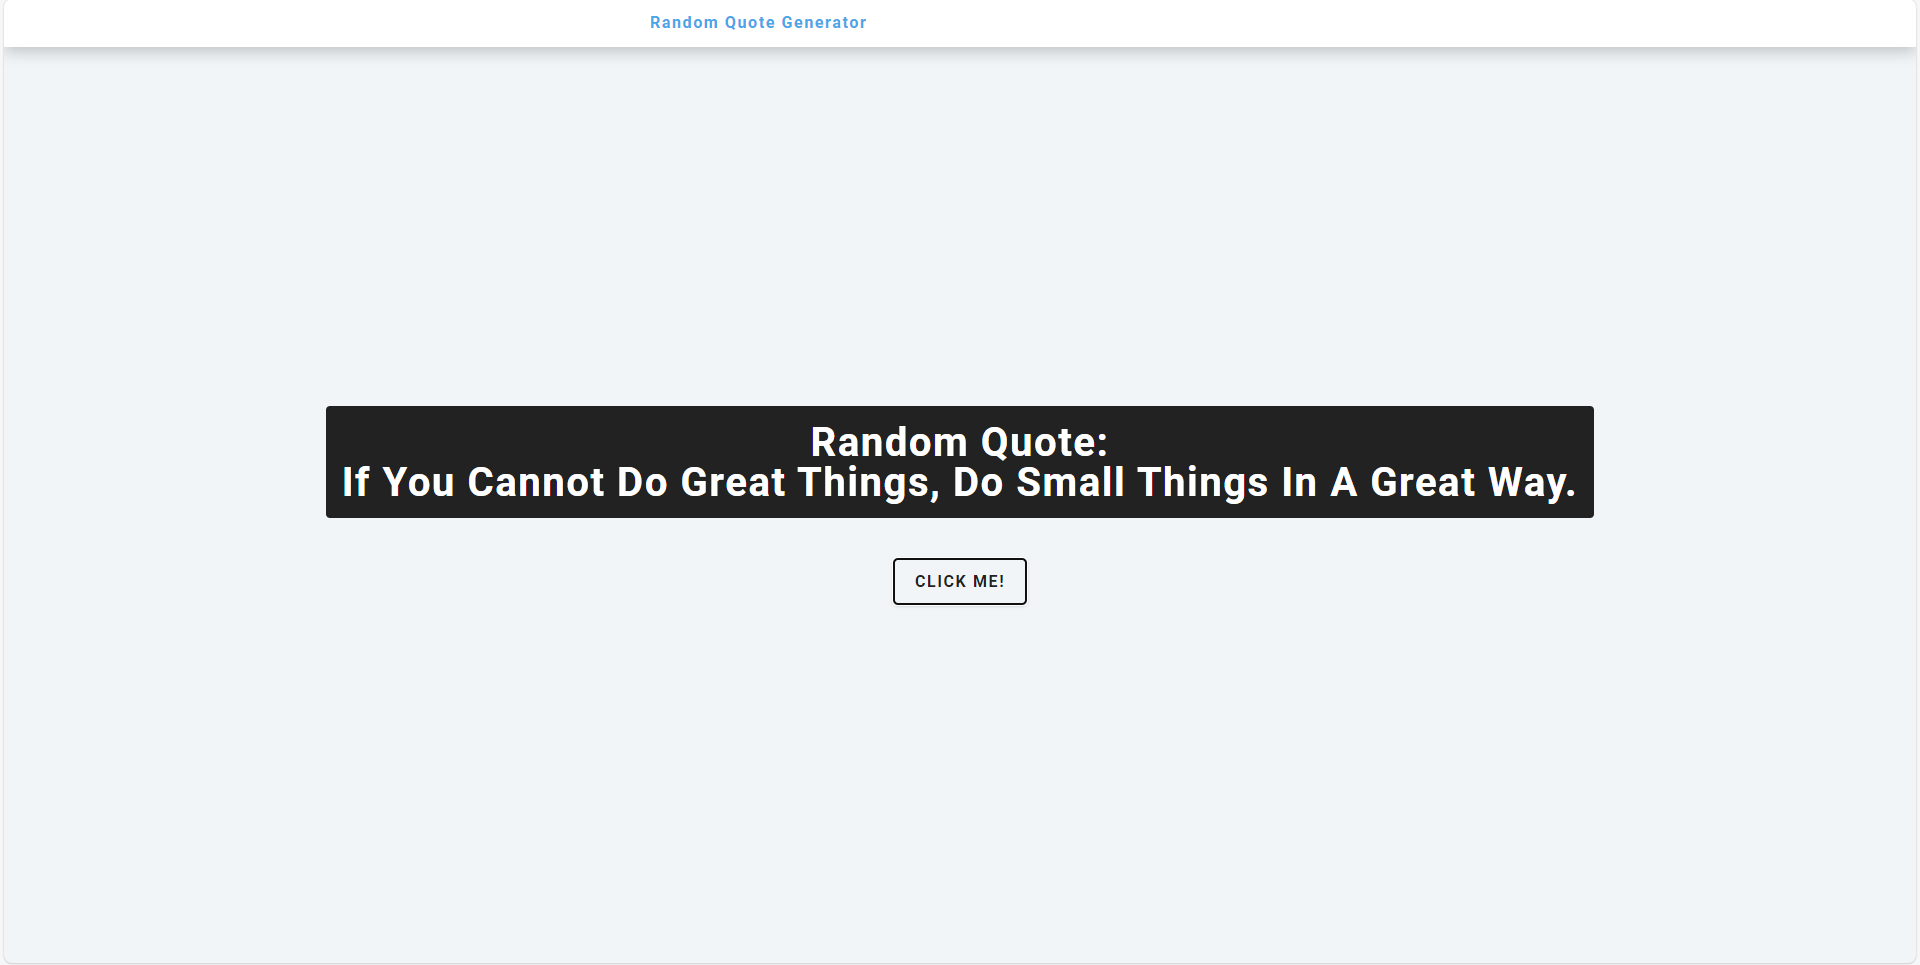 Random Quote Generator
Random Quote:
If You Cannot Do Great Things, Do Small Things In A Great Way.
CLICK ME!